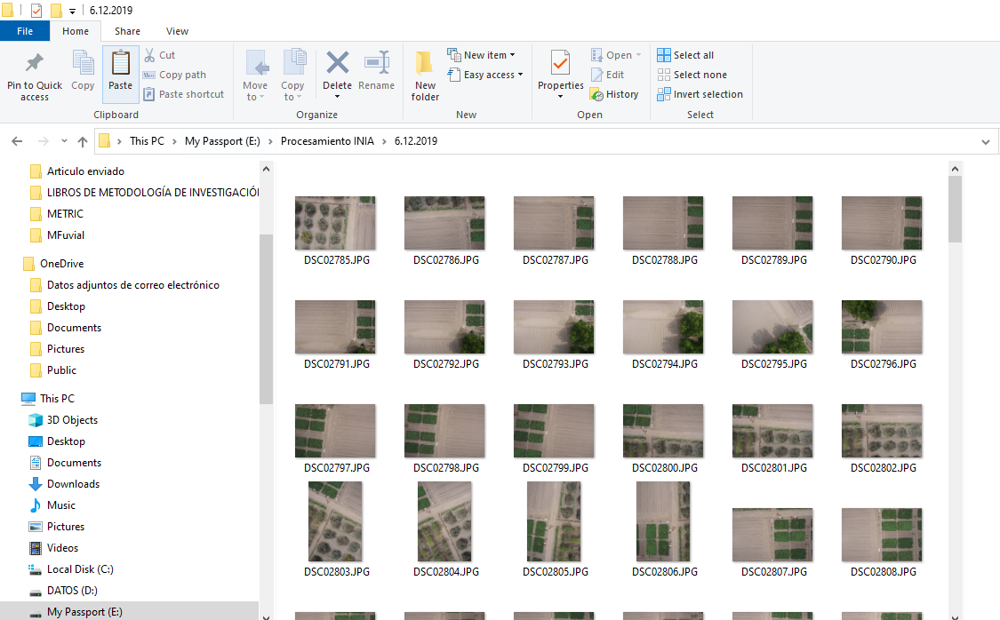 6.12.2019
File Home Share View
Pin to Quick access
Copy
Paste
Cut
Copy path
Paste shortcut
Clipboard
Move to
Copy to
Delete
Rename
Organize
New folder
New item
Easy access
New
Properties
Open
Edit
History
Open
Select all
Select none
Invert selection
Select
This PC › My Passport (E:) › Procesamiento INIA › 6.12.2019
Articulo enviado
LIBROS DE METODOLOGÍA DE INVESTIGACIÓ
METRIC
MFuvial
OneDrive
Datos adjuntos de correo electrónico
Desktop
Documents
Pictures
Public
This PC
3D Objects
Desktop
Documents
Downloads
Music
Pictures
Videos
Local Disk (C:)
DATOS (D:)
My Passport (E:)
DSC02785.JPG DSC02786.JPG DSC02787.JPG DSC02788.JPG DSC02789.JPG DSC02790.JPG
DSC02791.JPG DSC02792.JPG DSC02793.JPG DSC02794.JPG DSC02795.JPG DSC02796.JPG
DSC02797.JPG DSC02798.JPG DSC02799.JPG DSC02800.JPG DSC02801.JPG DSC02802.JPG
DSC02803.JPG DSC02804.JPG DSC02805.JPG DSC02806.JPG DSC02807.JPG DSC02808.JPG